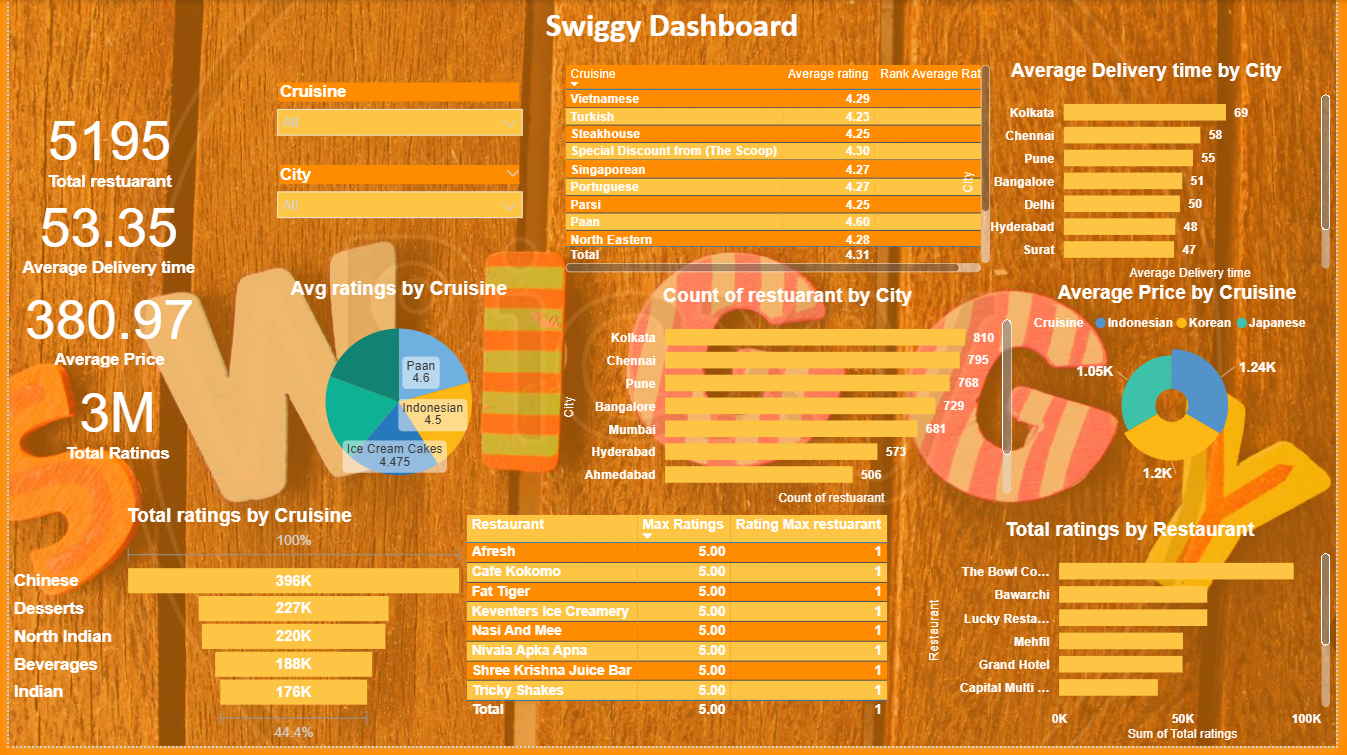 Swiggy Dashboard
5195
Total restuarant
53.35
Average Delivery time
380.97
Average Price
3M
Total Ratings
Cruisine
All
City
All
Cruisine Average rating Rank Average Rat
Vietnamese 4.29
Turkish 4.23
Steakhouse 4.25
Special Discount from (The Scoop) 4.30
Singaporean 4.27
Portuguese 4.27
Parsi 4.25
Paan 4.60
North Eastern 4.28
Total 4.31
Average Delivery time by City
City
Kolkata 69
Chennai 58
Pune 55
Bangalore 51
Delhi 50
Hyderabad 48
Surat 47
Average Delivery time
Avg ratings by Cruisine
Paan
4.6
Indonesian
4.5
Ice Cream Cakes
4.475
Count of restuarant by City
City
Kolkata 810
Chennai 795
Pune 768
Bangalore 729
Mumbai 681
Hyderabad 573
Ahmedabad 506
Count of restuarant
Average Price by Cruisine
Cruisine Indonesian Korean Japanese
1.05K
1.24K
1.2K
SWIGGY
Total ratings by Cruisine
100%
Chinese 396K
Desserts 227K
North Indian 220K
Beverages 188K
Indian 176K
44.4%
Restaurant Max Ratings Rating Max restuarant
Afresh 5.00 1
Cafe Kokomo 5.00 1
Fat Tiger 5.00 1
Keventers Ice Creamery 5.00 1
Nasi And Mee 5.00 1
Nivala Apka Apna 5.00 1
Shree Krishna Juice Bar 5.00 1
Tricky Shakes 5.00 1
Total 5.00 1
Total ratings by Restaurant
Restaurant
The Bowl Co...
Bawarchi
Lucky Resta...
Mehfil
Grand Hotel
Capital Multi ...
0K 50K 100K
Sum of Total ratings